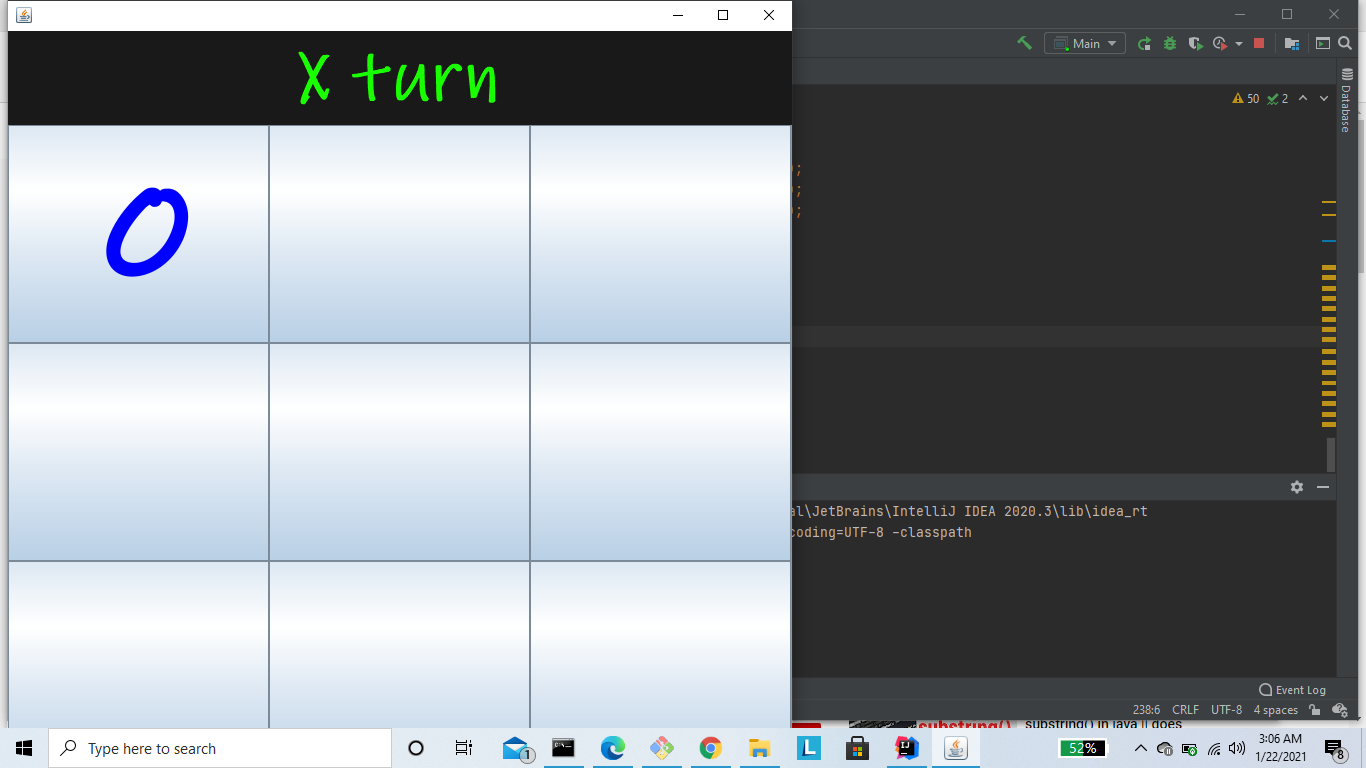 X turn
O
Main
50
2
Database
);
);
);
al\JetBrains\IntelliJ IDEA 2020.3\lib\idea_rt
coding=UTF-8 -classpath
Event Log
238:6 CRLF UTF-8 4 spaces
substring()
substring() in java || does
Type here to search
1
52%
3:06 AM
1/22/2021
8